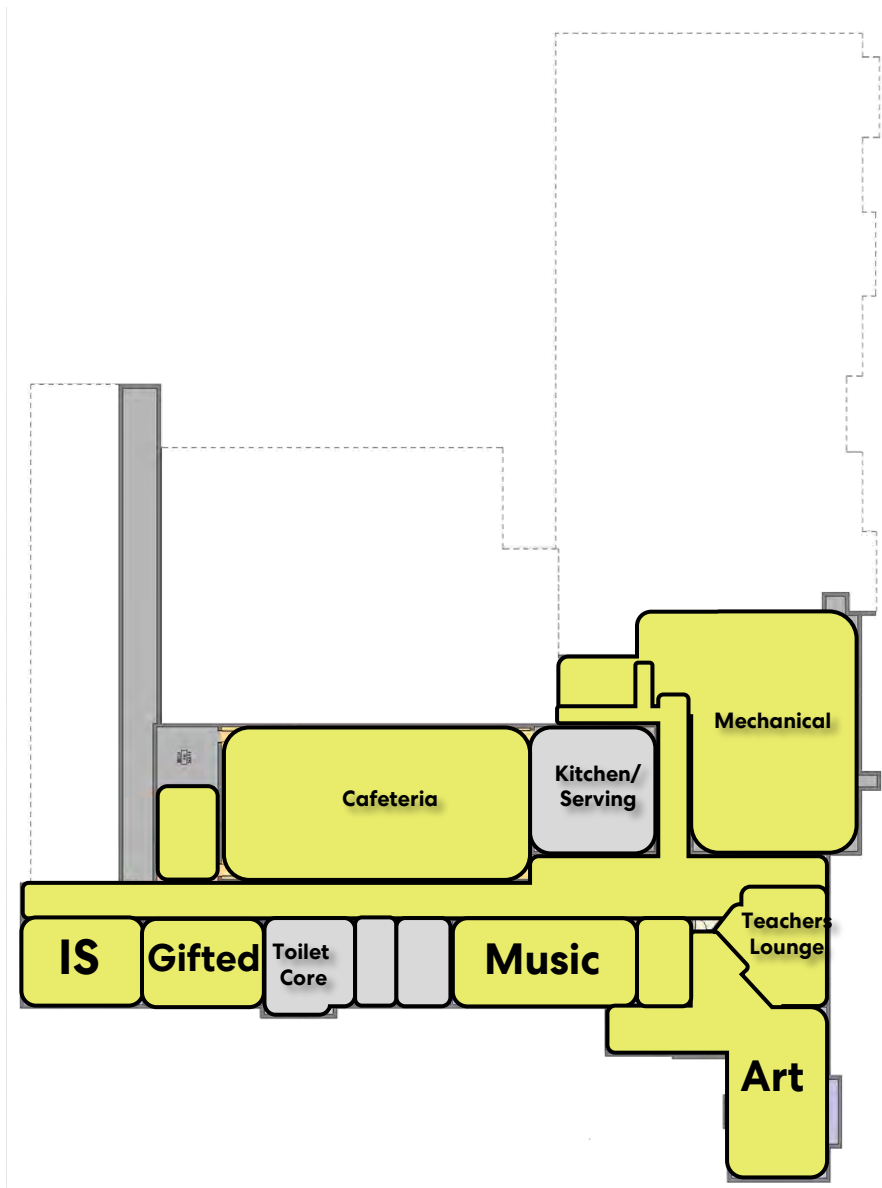 Mechanical
Kitchen/
Serving
Cafeteria
Teachers
Lounge
IS
Gifted
Toilet
Core
Music
Art